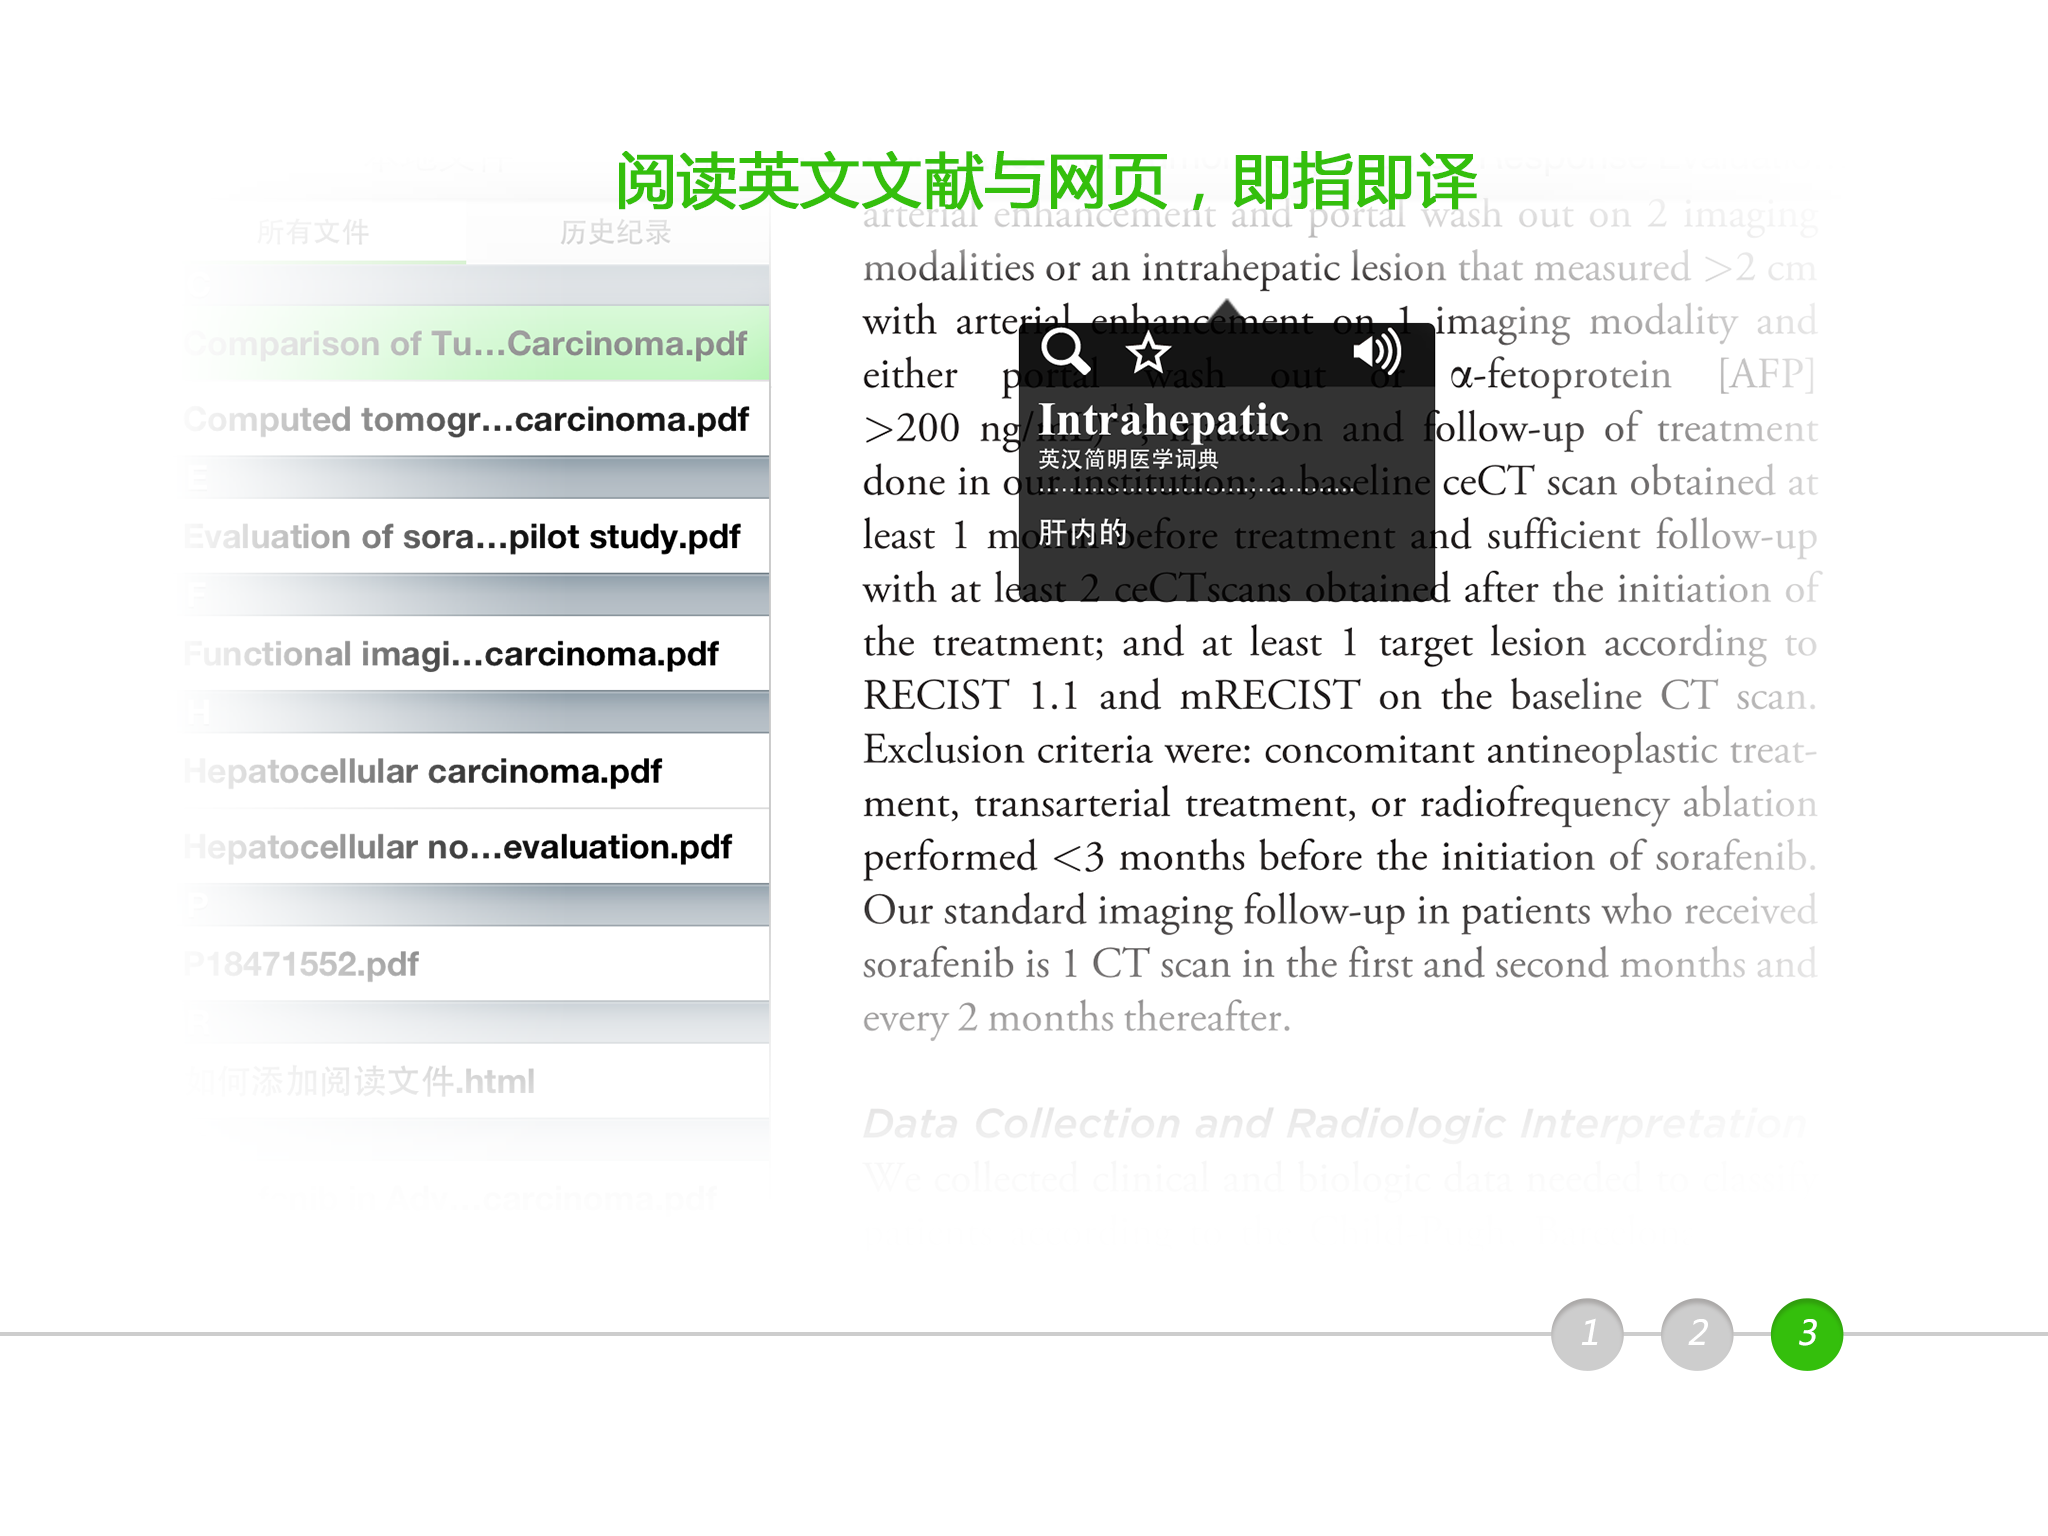 阅读英文文献与网页，即指即译
所有文件
历史纪录
Comparison of Tu...Carcinoma.pdf
Computed tomogr...carcinoma.pdf
E
Evaluation of sora...pilot study.pdf
F
Functional imagi...carcinoma.pdf
H
Hepatocellular carcinoma.pdf
Hepatocellular no...evaluation.pdf
P
P18471552.pdf
如何添加阅读文件.html
...carcinoma.pdf
arterial enhancement and portal wash out on 2 imaging
modalities or an intrahepatic lesion that measured >2 cm
with arterial enhancement on 1 imaging modality and
either portal wash out or α-fetoprotein [AFP]
>200 ng/mL); initiation and follow-up of treatment
done in our institution; a baseline ceCT scan obtained at
least 1 month before treatment and sufficient follow-up
with at least 2 ceCTscans obtained after the initiation of
the treatment; and at least 1 target lesion according to
RECIST 1.1 and mRECIST on the baseline CT scan.
Exclusion criteria were: concomitant antineoplastic treat-
ment, transarterial treatment, or radiofrequency ablation
performed <3 months before the initiation of sorafenib.
Our standard imaging follow-up in patients who received
sorafenib is 1 CT scan in the first and second months and
every 2 months thereafter.
Data Collection and Radiologic Interpretation
We collected clinical and biologic data needed to
Intrahepatic
英汉简明医学词典
肝内的
1
2
3